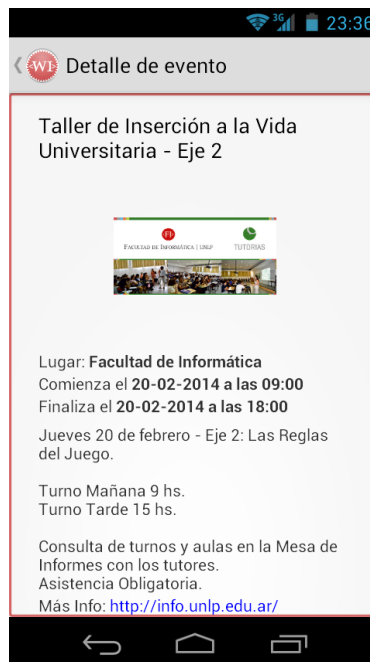 3G 23:36
WI Detalle de evento
Taller de Inserción a la Vida
Universitaria - Eje 2
FACULTAD DE INFORMÁTICA | UNLP
TUTORIAS
Lugar: Facultad de Informática
Comienza el 20-02-2014 a las 09:00
Finaliza el 20-02-2014 a las 18:00
Jueves 20 de febrero - Eje 2: Las Reglas
del Juego.
Turno Mañana 9 hs.
Turno Tarde 15 hs.
Consulta de turnos y aulas en la Mesa de
Informes con los tutores.
Asistencia Obligatoria.
Más Info: http://info.unlp.edu.ar/